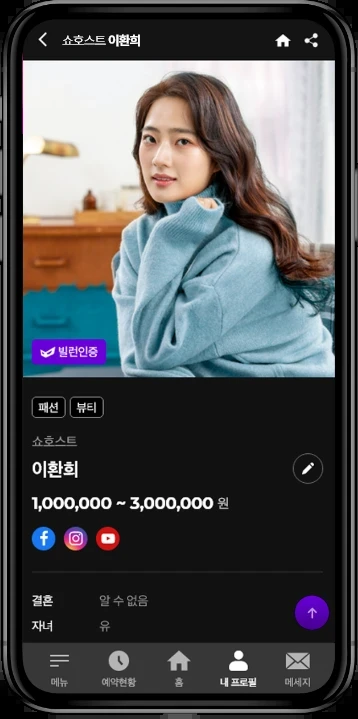 쇼호스트 이환희
빌런인증
패션 뷰티
쇼호스트
이환희
1,000,000 ~ 3,000,000 원
결혼 알 수 없음
자녀 유
메뉴 예약현황 홈 내 프로필 메세지